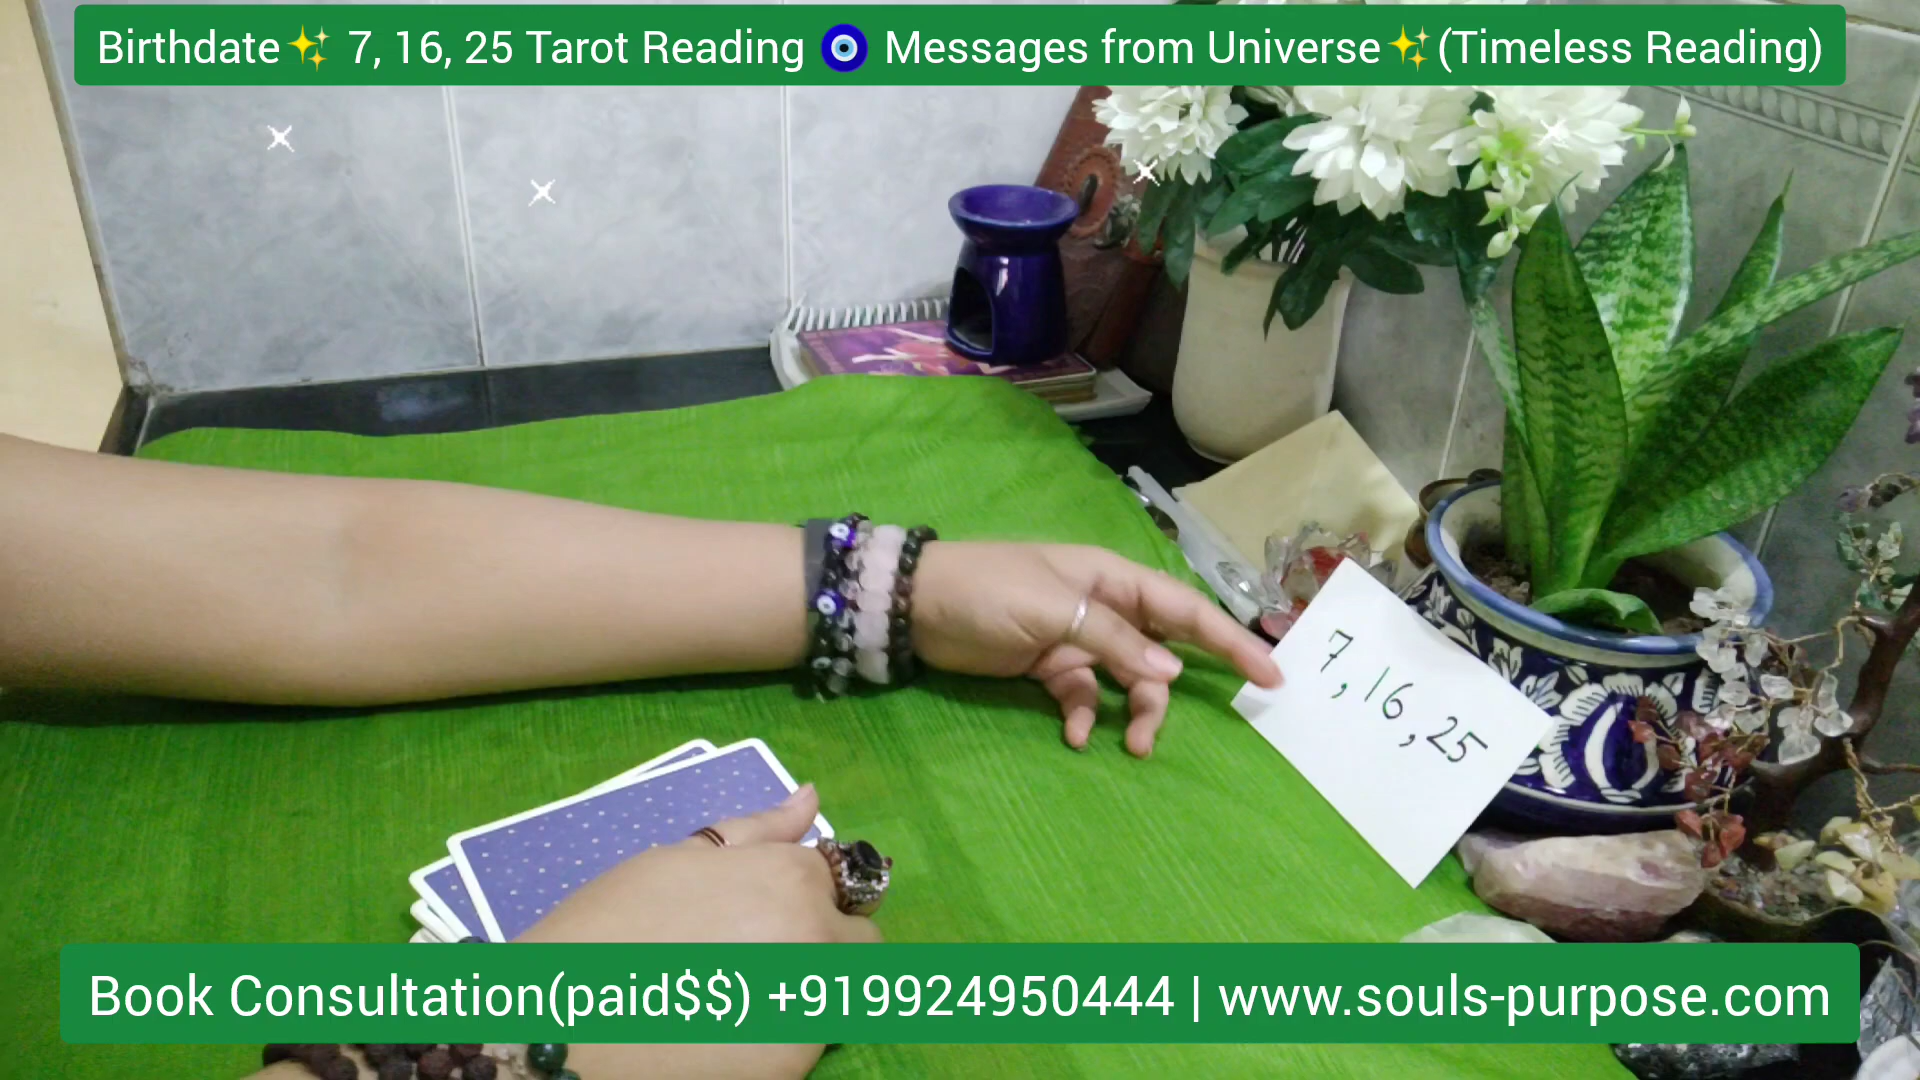 Birthdate✨ 7, 16, 25 Tarot Reading 🧿 Messages from Universe✨(Timeless Reading)
7, 16, 25
Book Consultation(paid$$) +919924950444 | www.souls-purpose.com